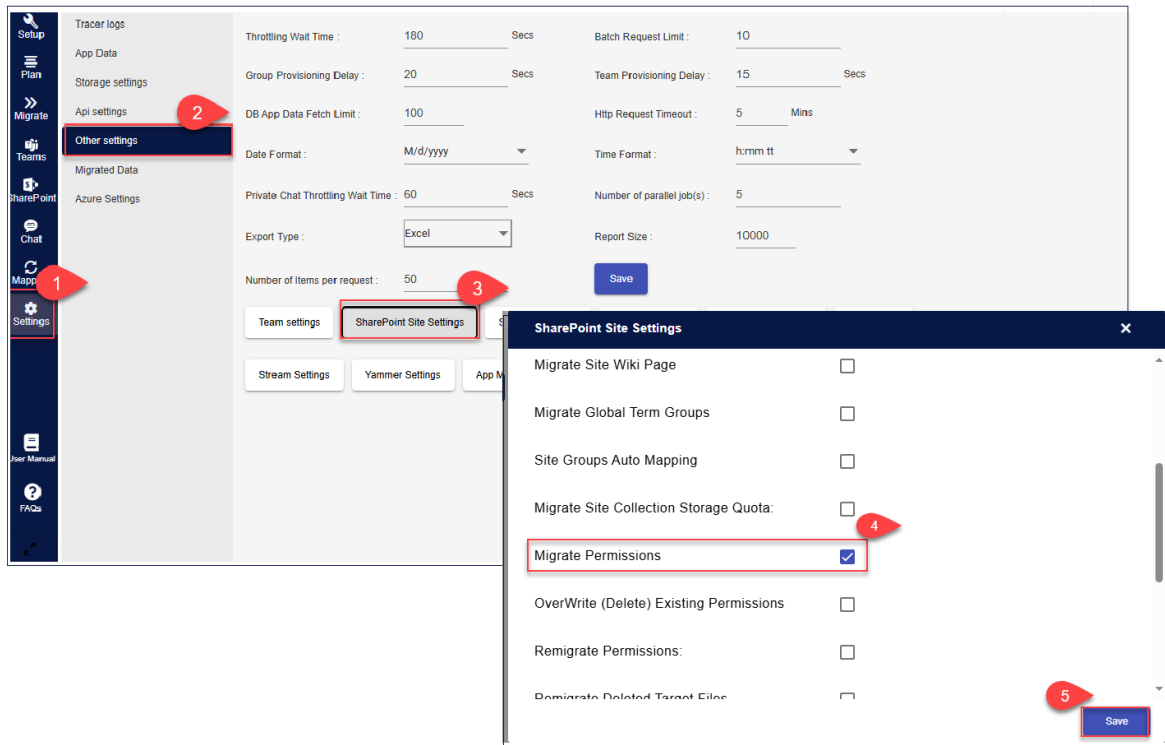 Setup
Plan
Migrate
Teams
SharePoint
Chat
Settings
User Manual
FAQs
Tracer logs
App Data
Storage settings
Api settings
Other settings
Migrated Data
Azure Settings
1
2
Throttling Wait Time : 180 Secs Batch Request Limit : 10
Group Provisioning Delay : 20 Secs Team Provisioning Delay : 15 Secs
DB App Data Fetch Limit : 100 Http Request Timeout : 5 Mins
Date Format : M/d/yyyy Time Format : h:mm tt
Private Chat Throttling Wait Time : 60 Secs Number of parallel job(s) : 5
Export Type : Excel Report Size : 10000
Number of Items per request : 50 Save
3
Team settings SharePoint Site Settings S
Stream Settings Yammer Settings App M
SharePoint Site Settings
Migrate Site Wiki Page
Migrate Global Term Groups
Site Groups Auto Mapping
Migrate Site Collection Storage Quota:
4
Migrate Permissions
OverWrite (Delete) Existing Permissions
Remigrate Permissions:
Remigrate Deleted Target Files
5
Save